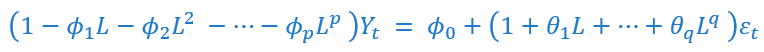 (1 − ϕ₁L − ϕ₂L² − ⋯ − ϕₚLᵖ)Yₜ = ϕ₀ + (1 + θ₁L + ⋯ + θ_qL^q)εₜ